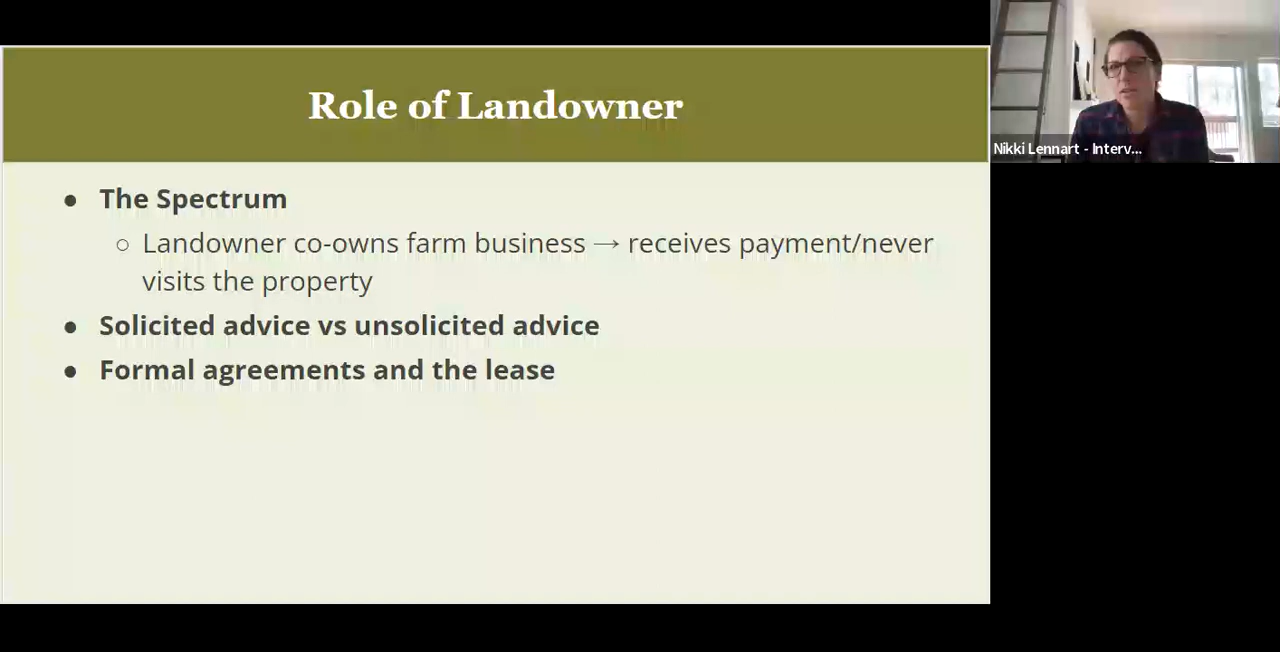 Role of Landowner
● The Spectrum
○ Landowner co-owns farm business → receives payment/never
visits the property
● Solicited advice vs unsolicited advice
● Formal agreements and the lease
Nikki Lennart - Interv...